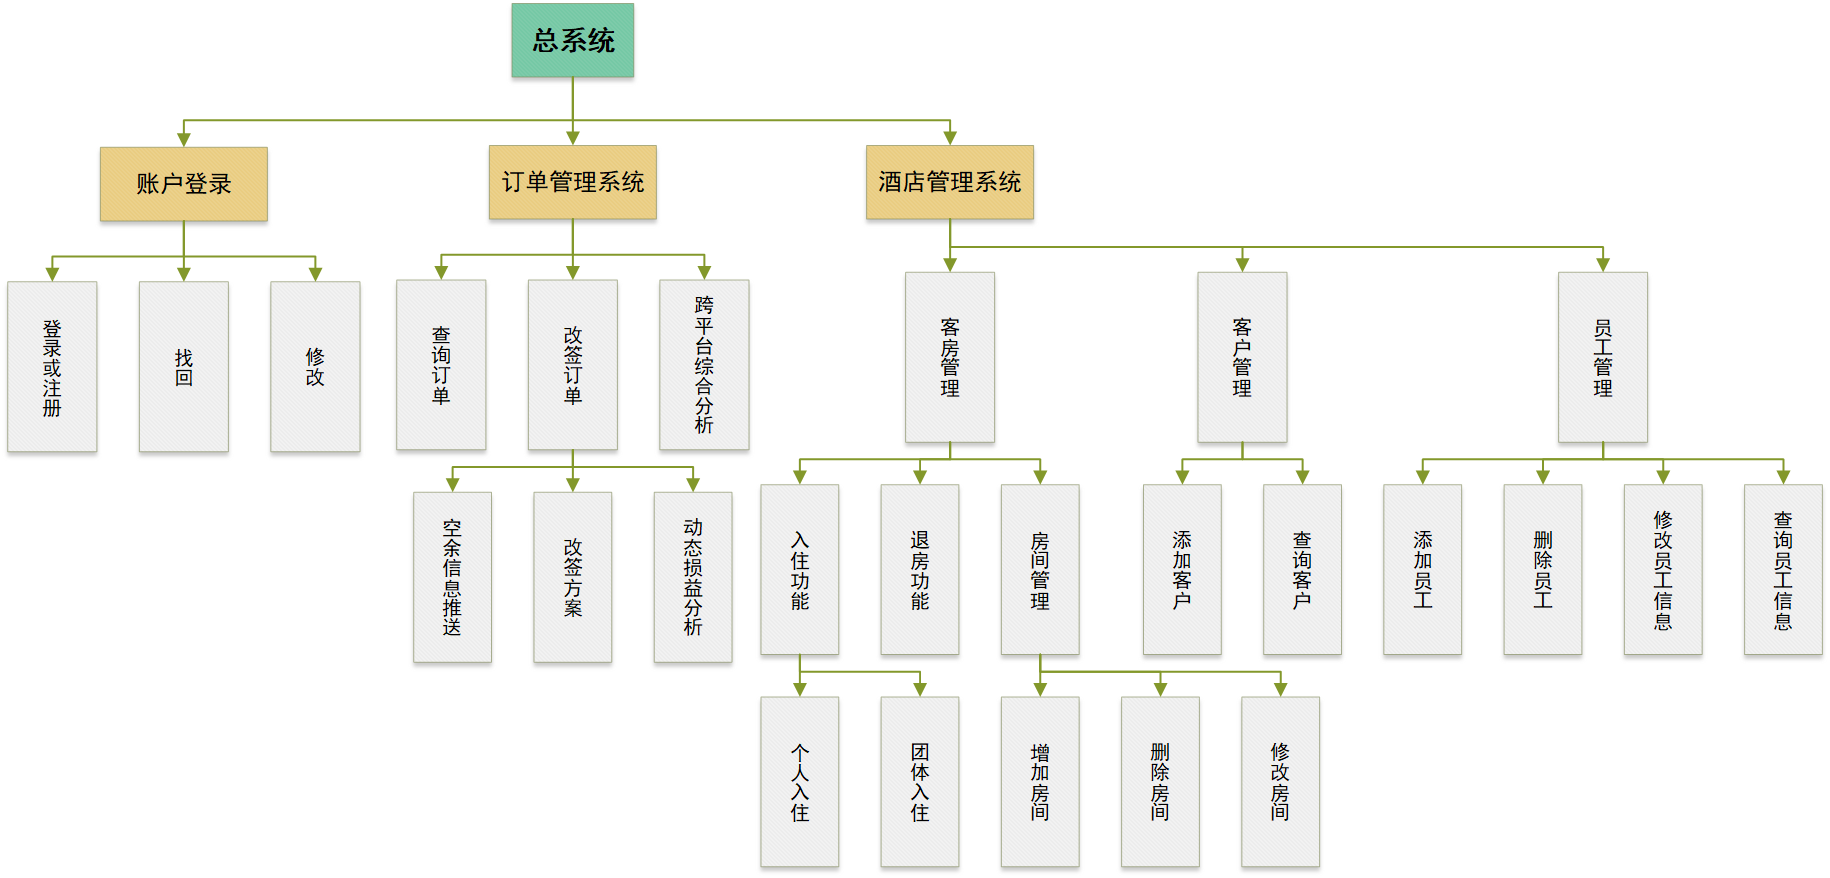 总系统
账户登录
订单管理系统
酒店管理系统
登录或注册
找回
修改
查询订单
改签订单
跨平台综合分析
客房管理
客户管理
员工管理
空余信息推送
改签方案
动态损益分析
入住功能
退房功能
房间管理
添加客户
查询客户
添加员工
删除员工
修改员工信息
查询员工信息
个人入住
团体入住
增加房间
删除房间
修改房间